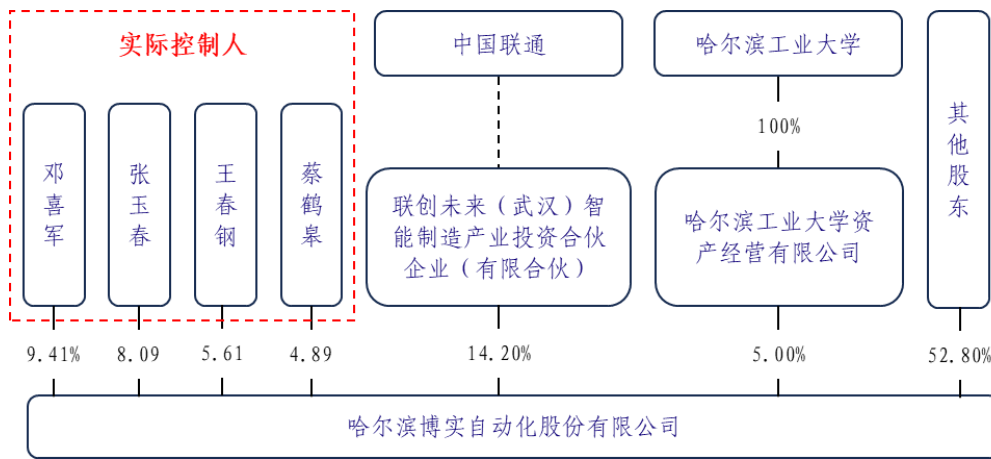 实际控制人
中国联通
哈尔滨工业大学
其他股东
100%
邓喜军
张玉春
王春钢
蔡鹤皋
联创未来（武汉）智
能制造产业投资合伙
企业（有限合伙）
哈尔滨工业大学资
产经营有限公司
9.41%
8.09
5.61
4.89
14.20%
5.00%
52.80%
哈尔滨博实自动化股份有限公司